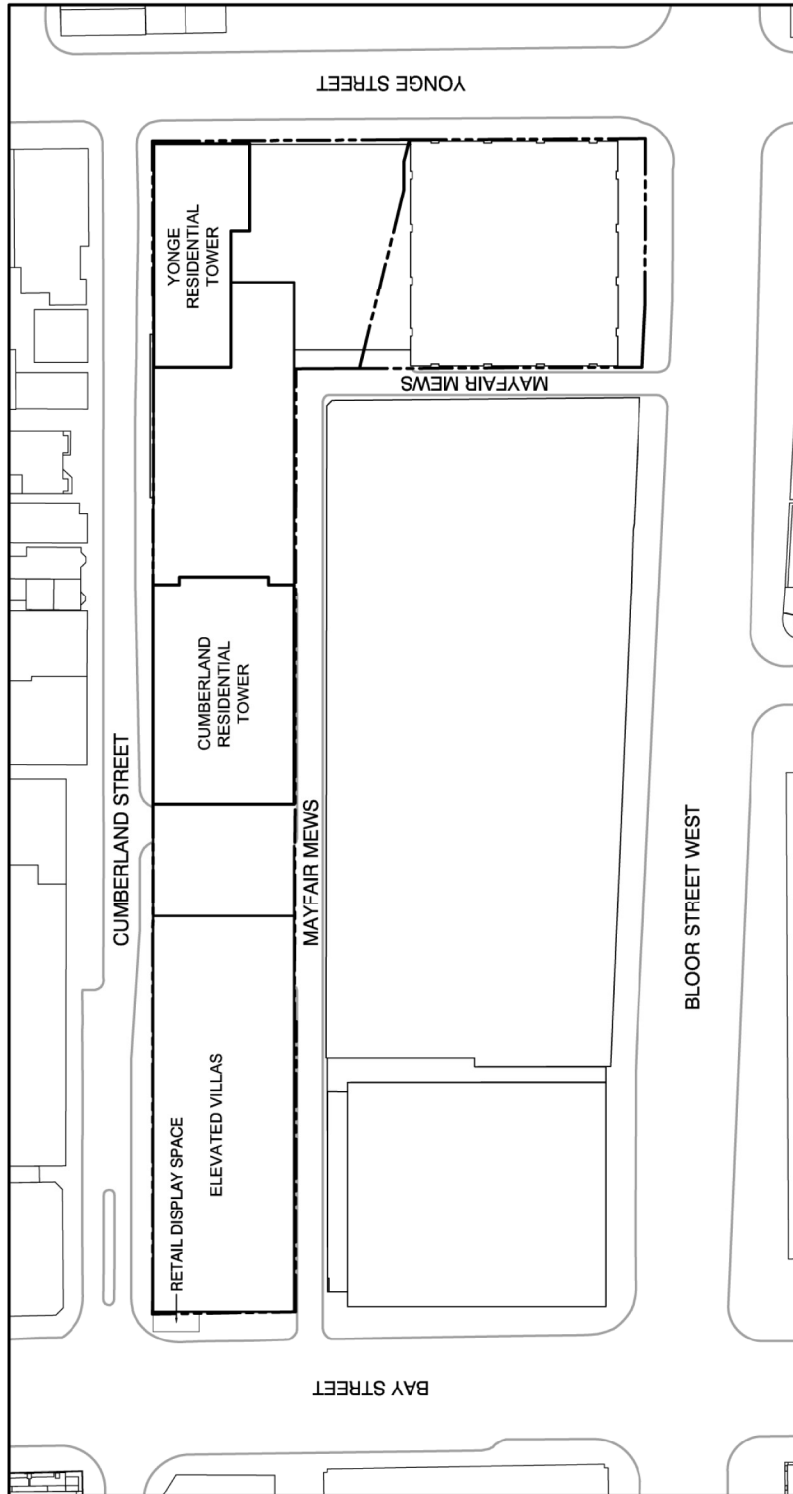 YONGE STREET
YONGE
RESIDENTIAL
TOWER
MAYFAIR MEWS
CUMBERLAND
RESIDENTIAL
TOWER
CUMBERLAND STREET
MAYFAIR MEWS
BLOOR STREET WEST
ELEVATED VILLAS
RETAIL DISPLAY SPACE
BAY STREET